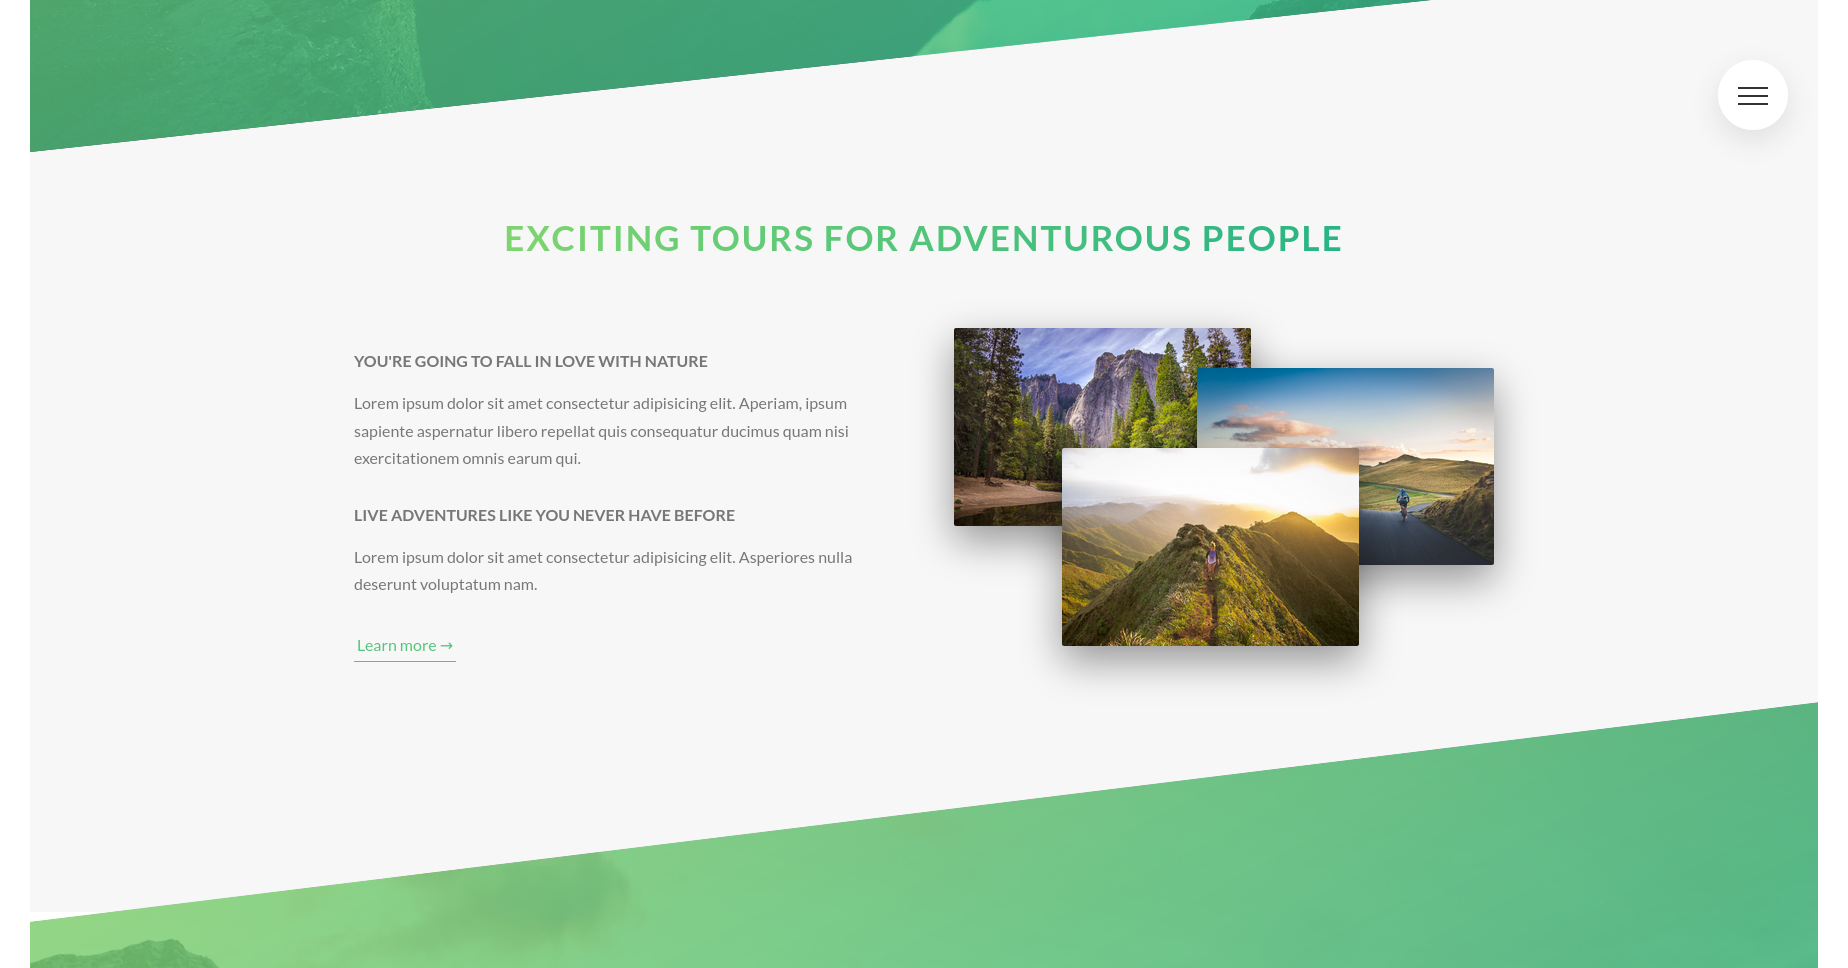 EXCITING TOURS FOR ADVENTUROUS PEOPLE
YOU'RE GOING TO FALL IN LOVE WITH NATURE
Lorem ipsum dolor sit amet consectetur adipisicing elit. Aperiam, ipsum
sapiente aspernatur libero repellat quis consequatur ducimus quam nisi
exercitationem omnis earum qui.
LIVE ADVENTURES LIKE YOU NEVER HAVE BEFORE
Lorem ipsum dolor sit amet consectetur adipisicing elit. Asperiores nulla
deserunt voluptatum nam.
Learn more →